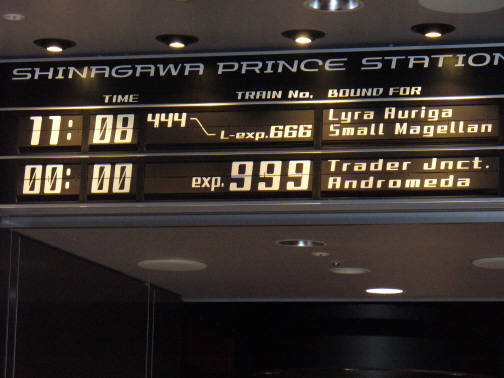 SHINAGAWA PRINCE STATION
TIME TRAIN No. BOUND FOR
11:08 444 L-exp.666 Lyra Auriga
Small Magellan
00:00 exp. 999 Trader Jnct.
Andromeda